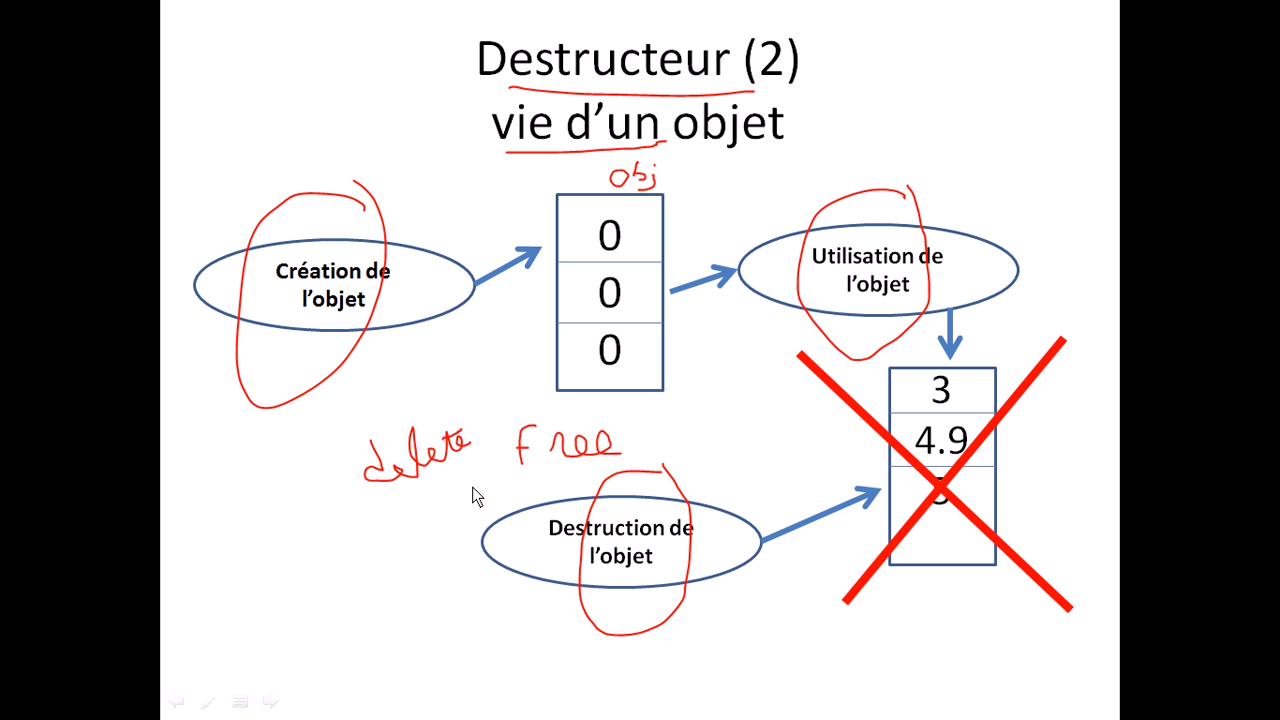 Destructeur (2)
vie d’un objet
obj
Création de
l’objet
0
0
0
Utilisation de
l’objet
3
4.9
delete free
Destruction de
l’objet